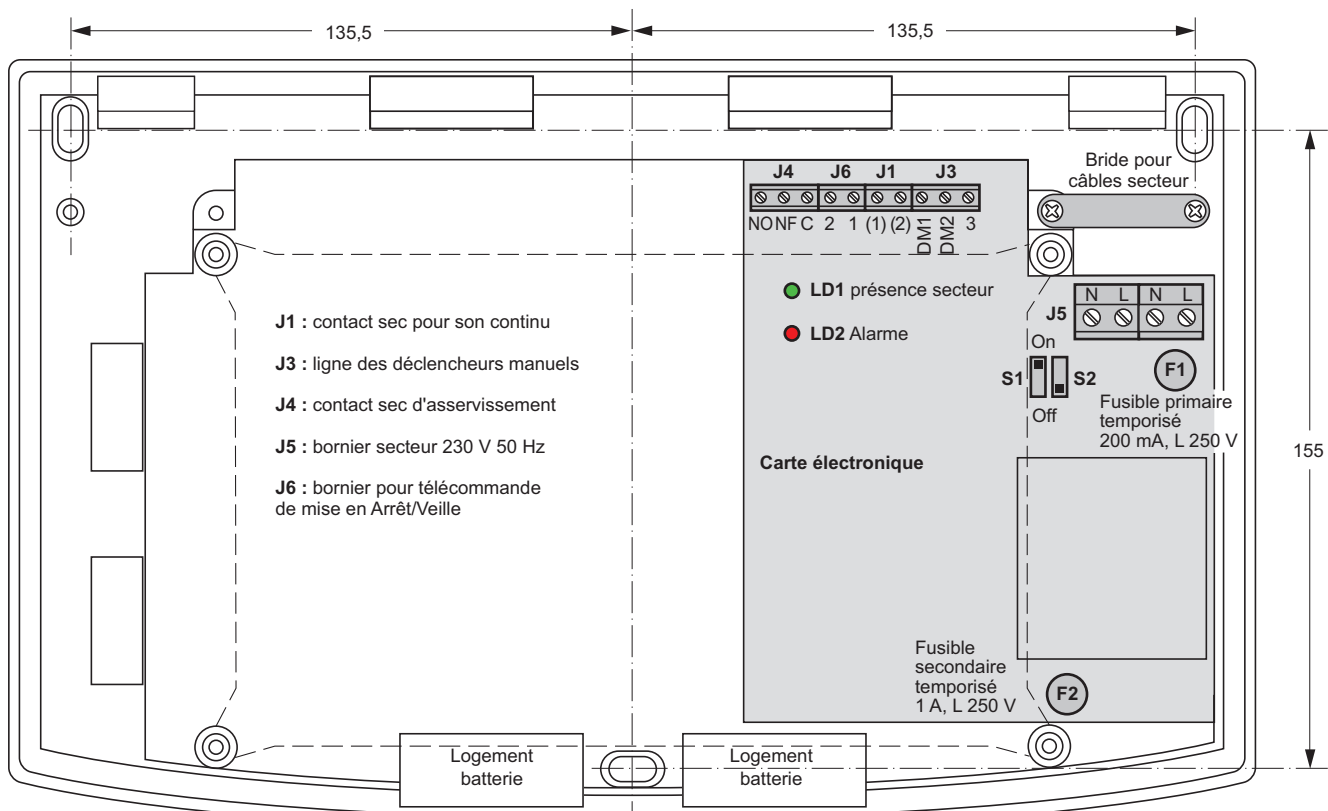 135,5
135,5
Bride pour
câbles secteur
J4 J6 J1 J3
NO NF C 2 1 (1) (2) DM1 DM2 3
LD1 présence secteur
LD2 Alarme
J5
N L N L
On
S1 S2
Off
F1
Fusible primaire
temporisé
200 mA, L 250 V
155
J1 : contact sec pour son continu
J3 : ligne des déclencheurs manuels
J4 : contact sec d'asservissement
J5 : bornier secteur 230 V 50 Hz
J6 : bornier pour télécommande
de mise en Arrêt/Veille
Carte électronique
Fusible
secondaire
temporisé
1 A, L 250 V
F2
Logement
batterie
Logement
batterie